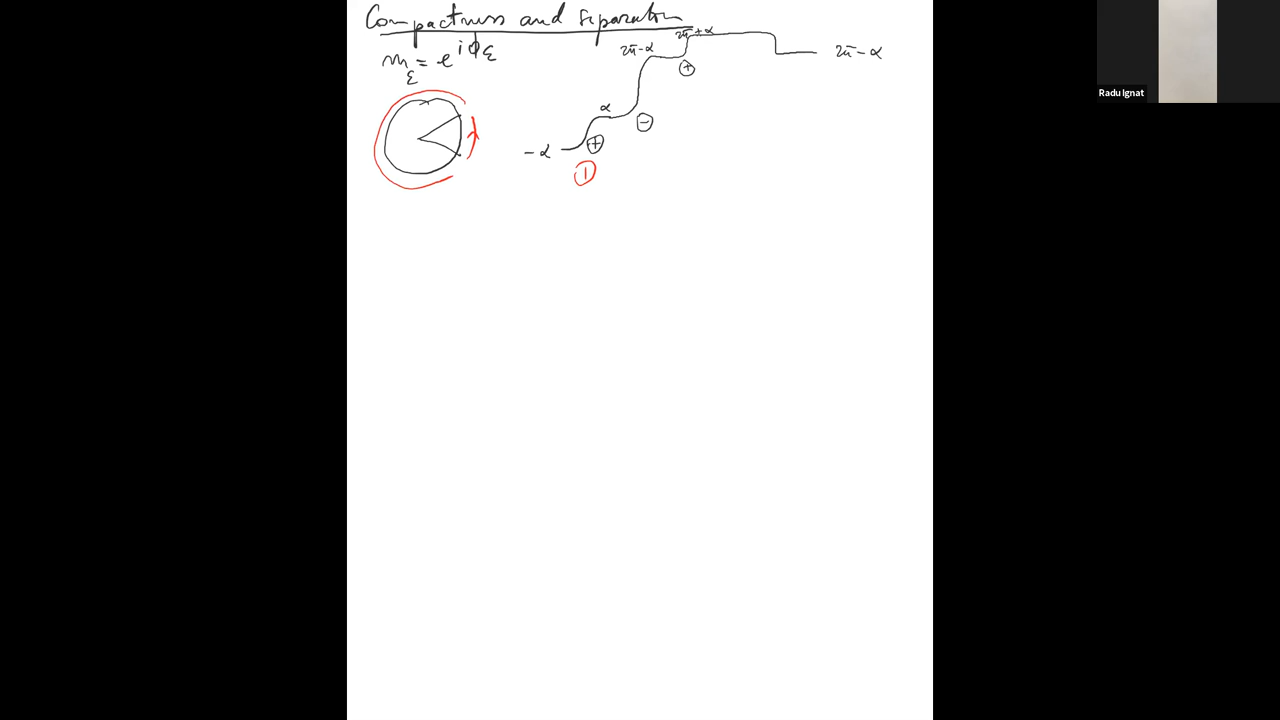 Compactness and separation
m_ε = e^{iϕ_ε}
2π-α
2π+α
2π-α
⊕
α
⊖
-α
⊕
①
Radu Ignat